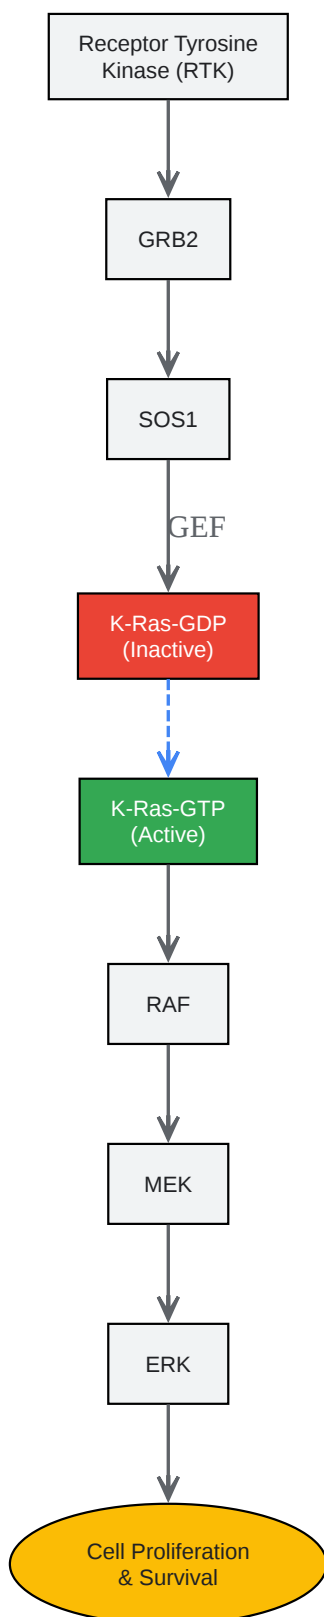 Receptor Tyrosine
Kinase (RTK)
GRB2
SOS1
GEF
K-Ras-GDP
(Inactive)
K-Ras-GTP
(Active)
RAF
MEK
ERK
Cell Proliferation
& Survival